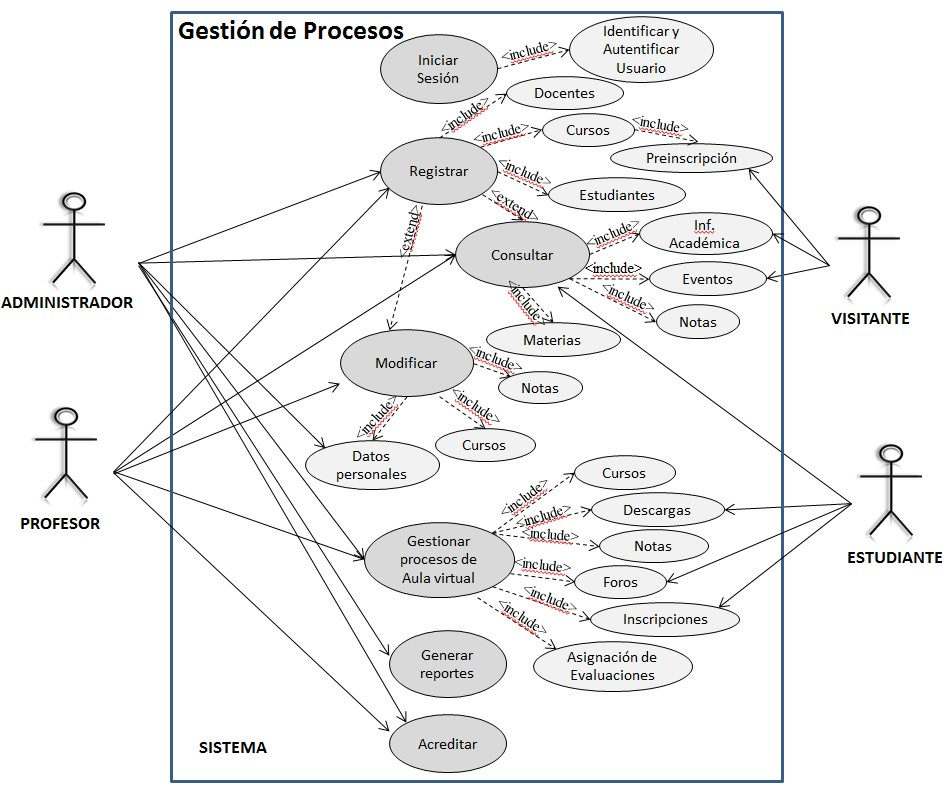 Gestión de Procesos
Iniciar
Sesión
<include>
Identificar y
Autentificar
Usuario
Docentes
<include>
<include>
Cursos
<include>
Preinscripción
Registrar
<include>
Estudiantes
<extend>
<extend>
Consultar
<include>
Inf.
Académica
<include>
Eventos
<include>
Notas
<include>
Materias
ADMINISTRADOR
VISITANTE
Modificar
<include>
Notas
<include>
<include>
Cursos
Datos
personales
PROFESOR
Cursos
<include>
Descargas
<include>
Gestionar
procesos de
Aula virtual
<include>
Notas
<include>
Foros
<include>
Inscripciones
<include>
Asignación de
Evaluaciones
ESTUDIANTE
Generar
reportes
Acreditar
SISTEMA